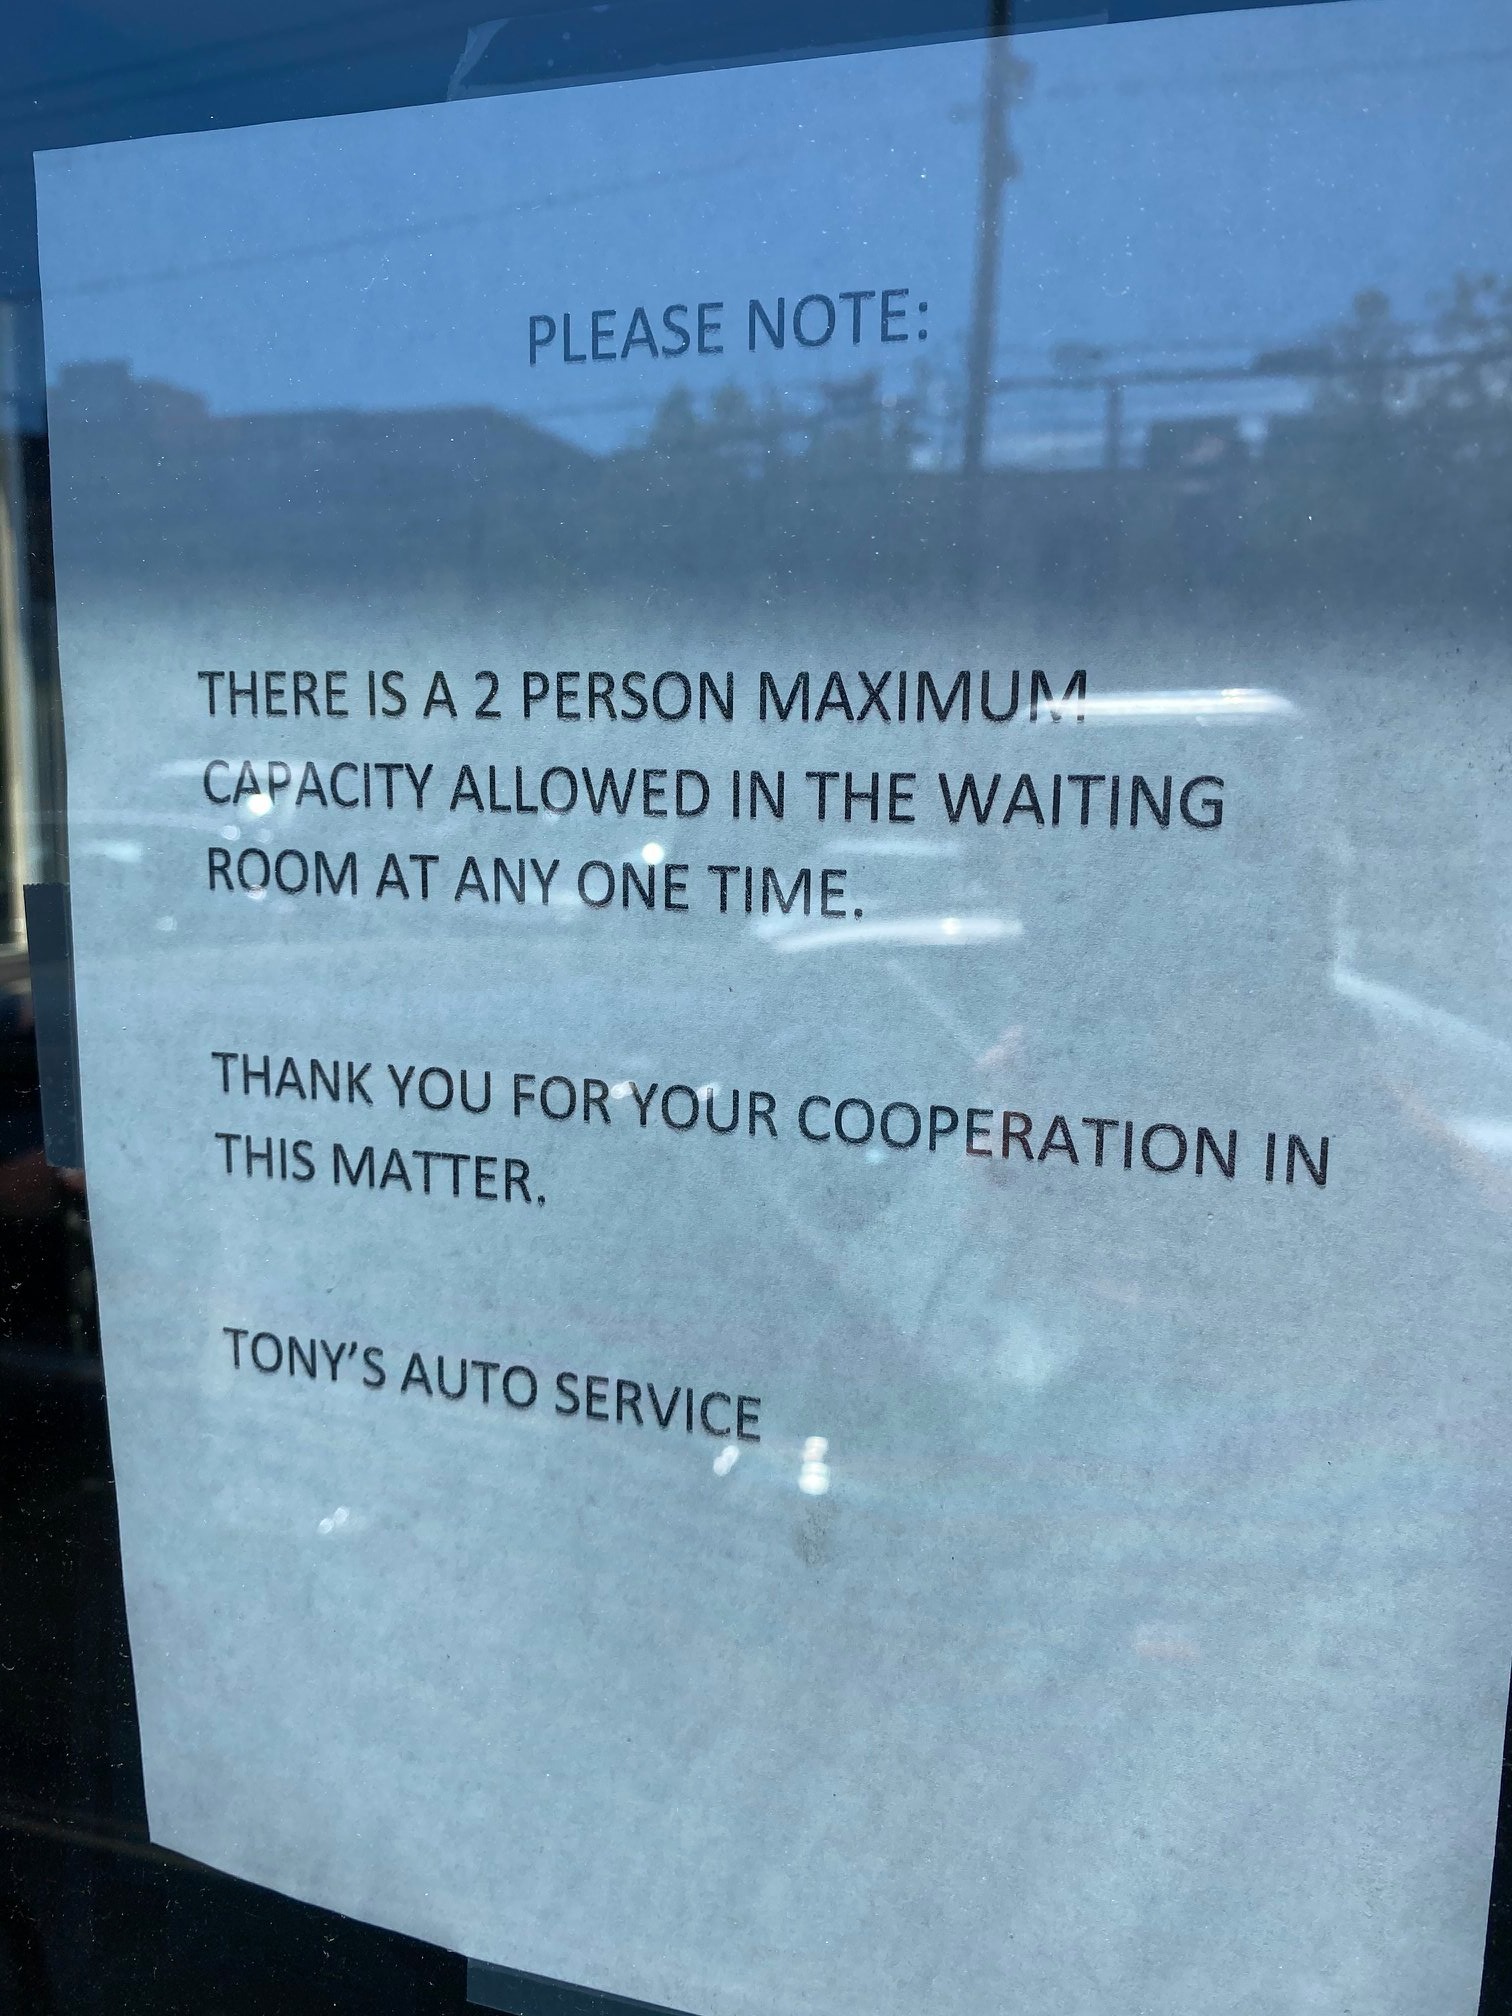 PLEASE NOTE:
THERE IS A 2 PERSON MAXIMUM
CAPACITY ALLOWED IN THE WAITING
ROOM AT ANY ONE TIME.
THANK YOU FOR YOUR COOPERATION IN
THIS MATTER.
TONY'S AUTO SERVICE